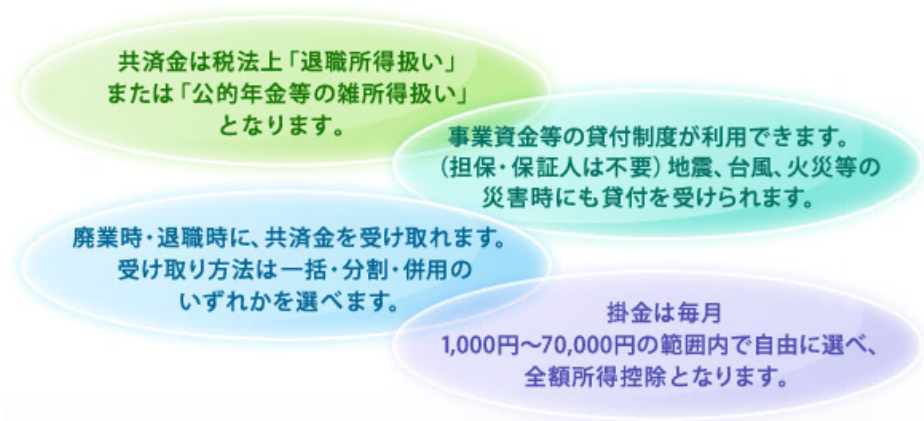 共済金は税法上「退職所得扱い」
または「公的年金等の雑所得扱い」
となります。
事業資金等の貸付制度が利用できます。
(担保・保証人は不要)地震、台風、火災等の
災害時にも貸付を受けられます。
廃業時・退職時に、共済金を受け取れます。
受け取り方法は一括・分割・併用の
いずれかを選べます。
掛金は毎月
1,000円～70,000円の範囲内で自由に選べ、
全額所得控除となります。